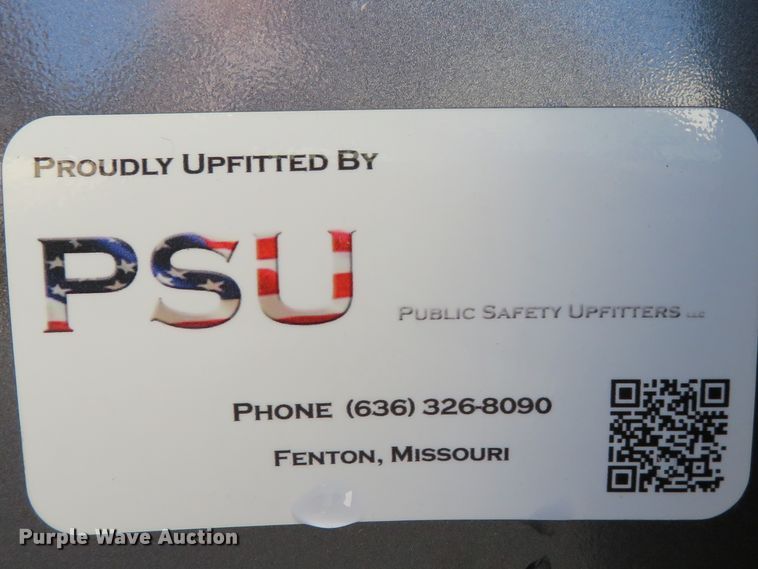 Proudly Upfitted By
PSU
Public Safety Upfitters LLC
Phone (636) 326-8090
Fenton, Missouri
Purple Wave Auction